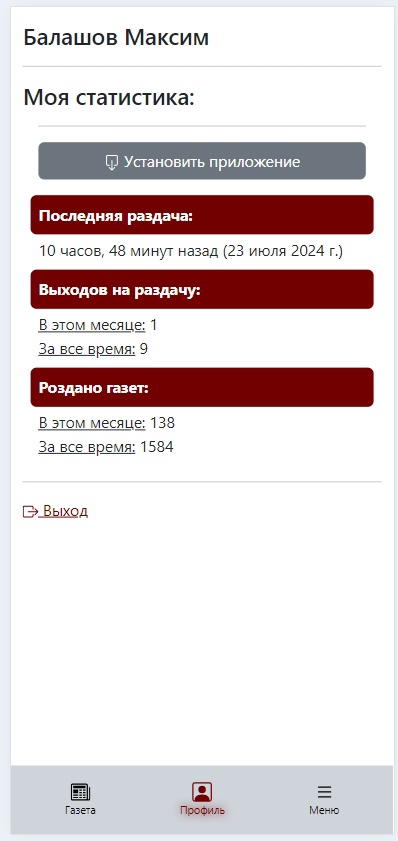 Балашов Максим
Моя статистика:
Установить приложение
Последняя раздача:
10 часов, 48 минут назад (23 июля 2024 г.)
Выходов на раздачу:
В этом месяце: 1
За все время: 9
Роздано газет:
В этом месяце: 138
За все время: 1584
Выход
Газета
Профиль
Меню